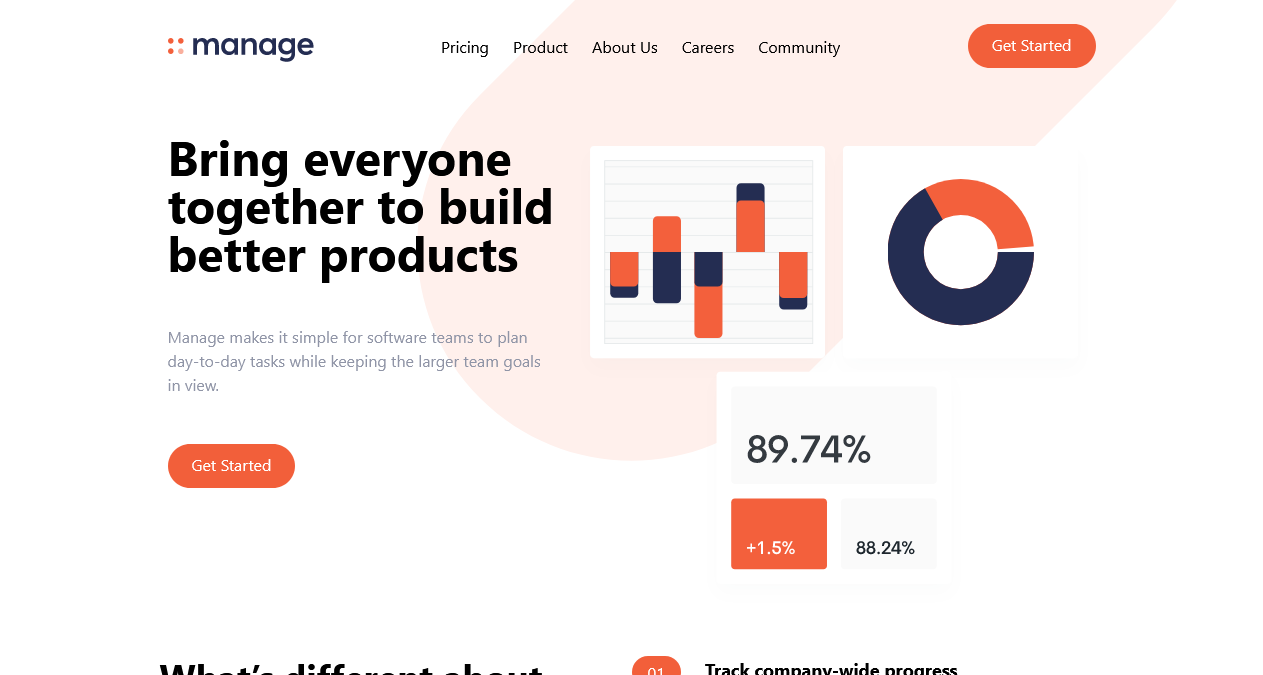 manage
Pricing Product About Us Careers Community
Get Started
Bring everyone
together to build
better products
Manage makes it simple for software teams to plan
day-to-day tasks while keeping the larger team goals
in view.
Get Started
89.74%
+1.5%
88.24%
What's different about
01
Track company-wide progress